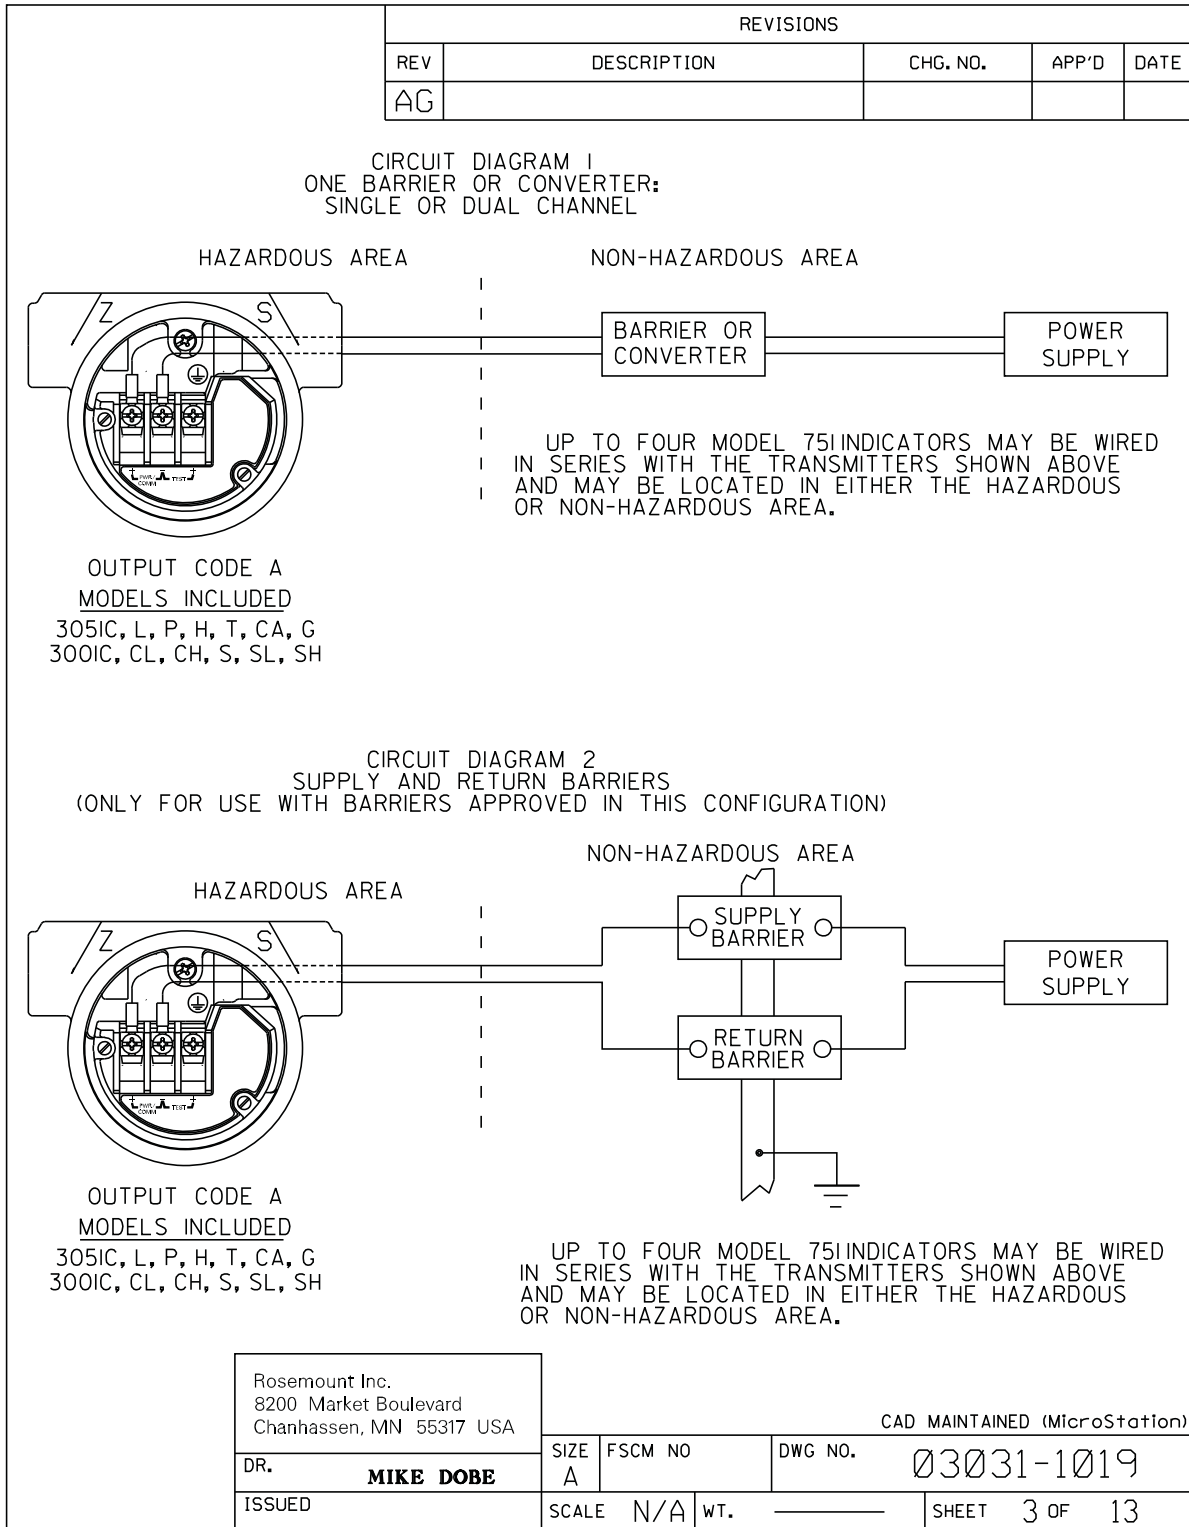 REVISIONS
REV DESCRIPTION CHG. NO. APP'D DATE
AG
CIRCUIT DIAGRAM 1
ONE BARRIER OR CONVERTER:
SINGLE OR DUAL CHANNEL
HAZARDOUS AREA NON-HAZARDOUS AREA
Z S
BARRIER OR
CONVERTER
POWER
SUPPLY
PWR/
COMM
TEST
UP TO FOUR MODEL 751 INDICATORS MAY BE WIRED
IN SERIES WITH THE TRANSMITTERS SHOWN ABOVE
AND MAY BE LOCATED IN EITHER THE HAZARDOUS
OR NON-HAZARDOUS AREA.
OUTPUT CODE A
MODELS INCLUDED
3051C, L, P, H, T, CA, G
3001C, CL, CH, S, SL, SH
CIRCUIT DIAGRAM 2
SUPPLY AND RETURN BARRIERS
(ONLY FOR USE WITH BARRIERS APPROVED IN THIS CONFIGURATION)
NON-HAZARDOUS AREA
HAZARDOUS AREA
Z S
SUPPLY
BARRIER
POWER
SUPPLY
RETURN
BARRIER
PWR/
COMM
TEST
OUTPUT CODE A
MODELS INCLUDED
3051C, L, P, H, T, CA, G
3001C, CL, CH, S, SL, SH
UP TO FOUR MODEL 751 INDICATORS MAY BE WIRED
IN SERIES WITH THE TRANSMITTERS SHOWN ABOVE
AND MAY BE LOCATED IN EITHER THE HAZARDOUS
OR NON-HAZARDOUS AREA.
Rosemount Inc.
8200 Market Boulevard
Chanhassen, MN 55317 USA
CAD MAINTAINED (MicroStation)
DR. MIKE DOBE
SIZE A
FSCM NO
DWG NO. 03031-1019
ISSUED
SCALE N/A WT. SHEET 3 OF 13